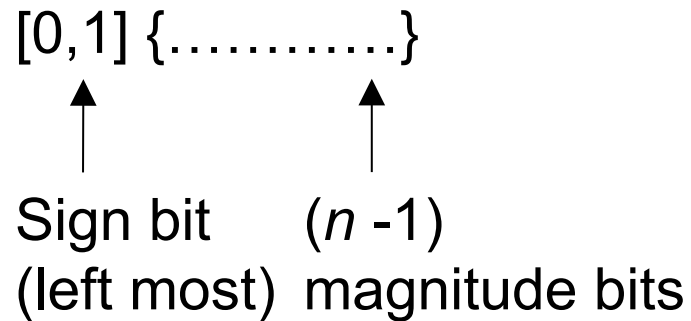 [0,1] {............}
Sign bit (n -1)
(left most) magnitude bits